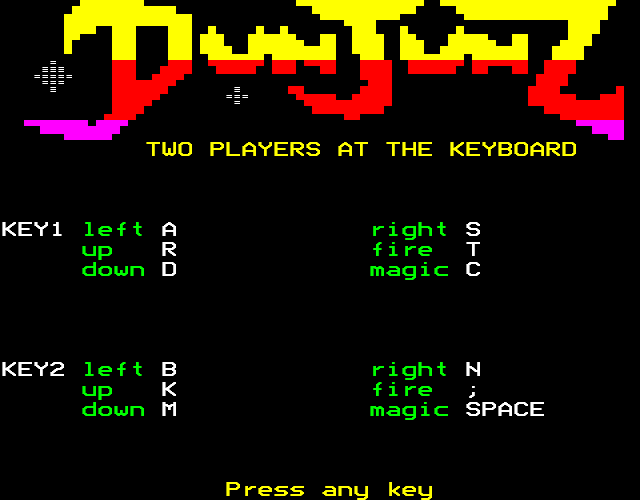 TWO PLAYERS AT THE KEYBOARD
KEY1 left A right S
up R fire T
down D magic C
KEY2 left B right N
up K fire ;
down M magic SPACE
Press any key